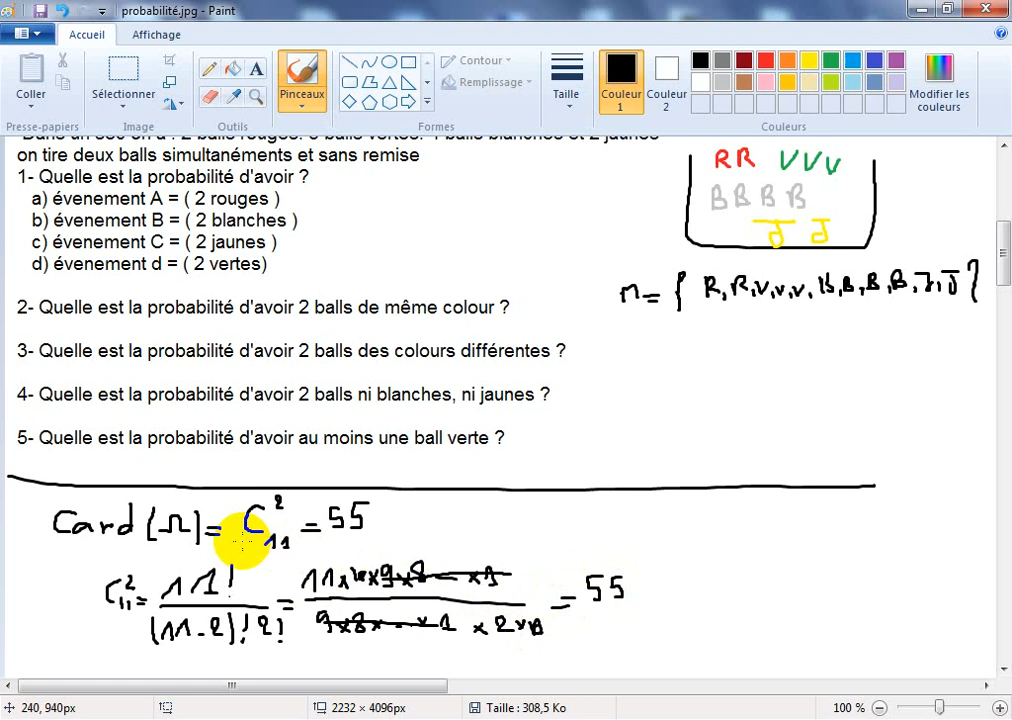 probabilité.jpg - Paint
Accueil
Affichage
Coller
Sélectionner
A
Contour
Remplissage
Pinceaux
Taille
Couleur 1
Couleur 2
Modifier les couleurs
Presse-papiers
Image
Outils
Formes
Couleurs
on tire deux balls simultanéments et sans remise
1- Quelle est la probabilité d'avoir ?
a) évenement A = ( 2 rouges )
b) évenement B = ( 2 blanches )
c) évenement C = ( 2 jaunes )
d) évenement d = ( 2 vertes)
2- Quelle est la probabilité d'avoir 2 balls de même colour ?
3- Quelle est la probabilité d'avoir 2 balls des colours différentes ?
4- Quelle est la probabilité d'avoir 2 balls ni blanches, ni jaunes ?
5- Quelle est la probabilité d'avoir au moins une ball verte ?
R R V V V
B B B B
J J
= { R, R, V, V, V, B, B, B, B, J, J }
Card (Ω) = C 2 11 = 55
C 2 11 = 11! / (11-2)! 2! = = 55
240, 940px
2232 × 4096px
Taille : 308,5 Ko
100 %